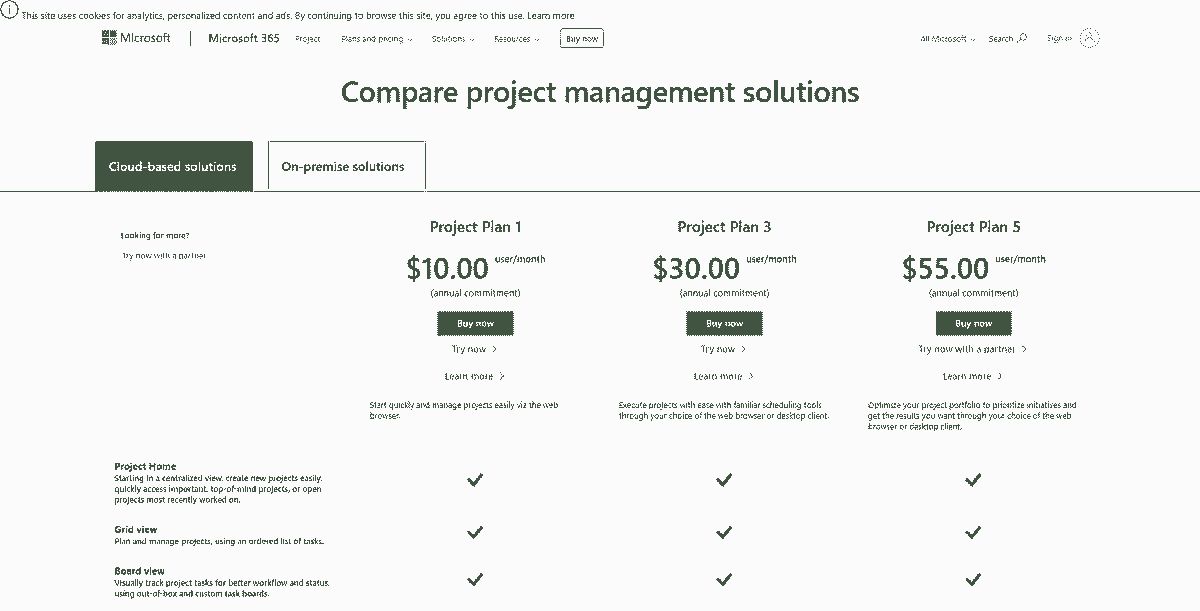 This site uses cookies for analytics, personalized content and ads. By continuing to browse this site, you agree to this use. Learn more
Microsoft | Microsoft 365 Project Plans and pricing Solutions Resources Buy now All Microsoft Search Sign in
Compare project management solutions
Cloud-based solutions On-premise solutions
Looking for more?
Try now with a partner
Project Plan 1 Project Plan 3 Project Plan 5
$10.00 user/month $30.00 user/month $55.00 user/month
(annual commitment) (annual commitment) (annual commitment)
Buy now Buy now Buy now
Try now Try now Try now with a partner
Learn more Learn more Learn more
Start quickly and manage projects easily via the web
browser.
Execute projects with ease with familiar scheduling tools
through your choice of the web browser or desktop client.
Optimize your project portfolio to prioritize initiatives and
get the results you want through your choice of the web
browser or desktop client.
Project Home
Starting in a centralized view, create new projects easily,
quickly access important, top-of-mind projects, or open
projects most recently worked on.
Grid view
Plan and manage projects, using an ordered list of tasks.
Board view
Visually track project tasks for better workflow and status,
using out-of-box and custom task boards.